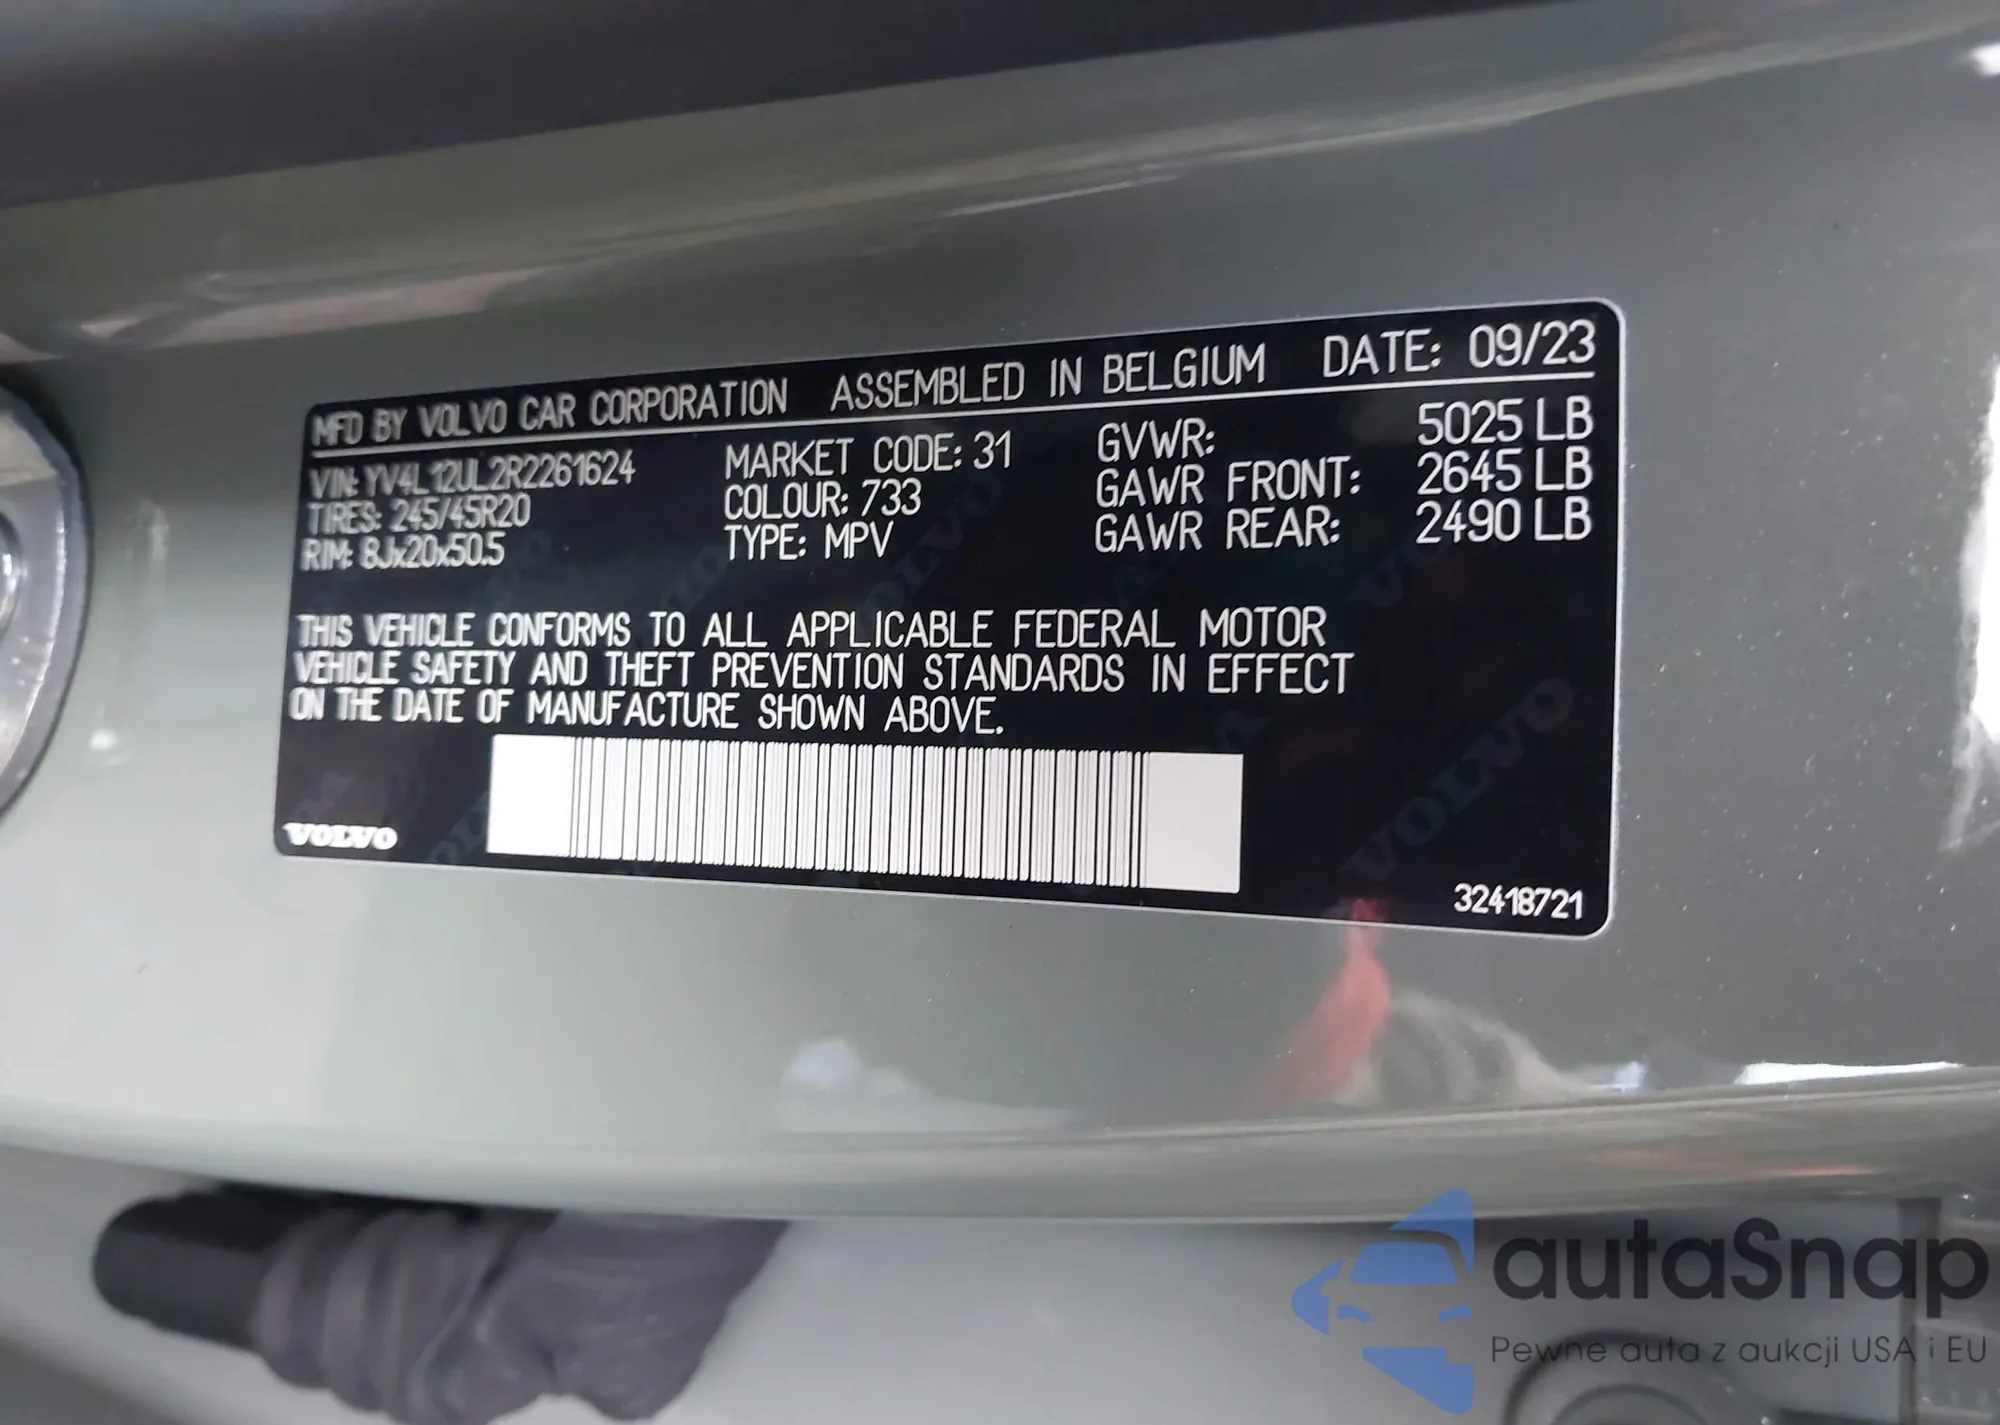 MFD BY VOLVO CAR CORPORATION ASSEMBLED IN BELGIUM DATE: 09/23
VIN: YV4L12UL2R2261624 MARKET CODE: 31 GVWR: 5025 LB
TIRES: 245/45R20 COLOUR: 733 GAWR FRONT: 2645 LB
RIM: 8Jx20x50.5 TYPE: MPV GAWR REAR: 2490 LB
THIS VEHICLE CONFORMS TO ALL APPLICABLE FEDERAL MOTOR
VEHICLE SAFETY AND THEFT PREVENTION STANDARDS IN EFFECT
ON THE DATE OF MANUFACTURE SHOWN ABOVE.
VOLVO
32418721
autaSnap
Pewne auta z aukcji USA i EU